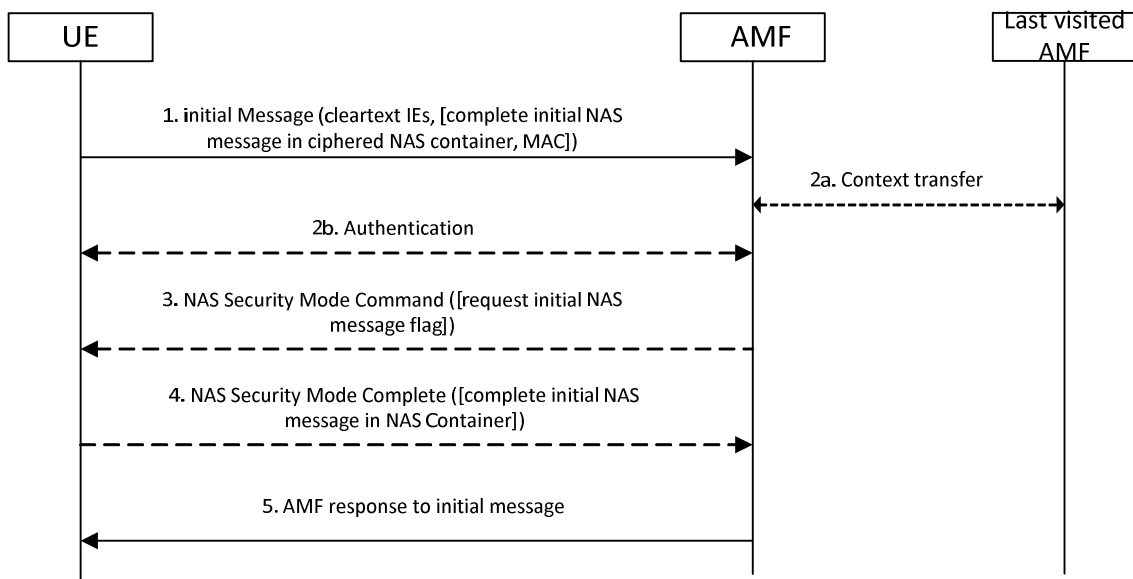 UE
AMF
Last visited
AMF
1. initial Message (cleartext IEs, [complete initial NAS
message in ciphered NAS container, MAC])
2a. Context transfer
2b. Authentication
3. NAS Security Mode Command ([request initial NAS
message flag])
4. NAS Security Mode Complete ([complete initial NAS
message in NAS Container])
5. AMF response to initial message